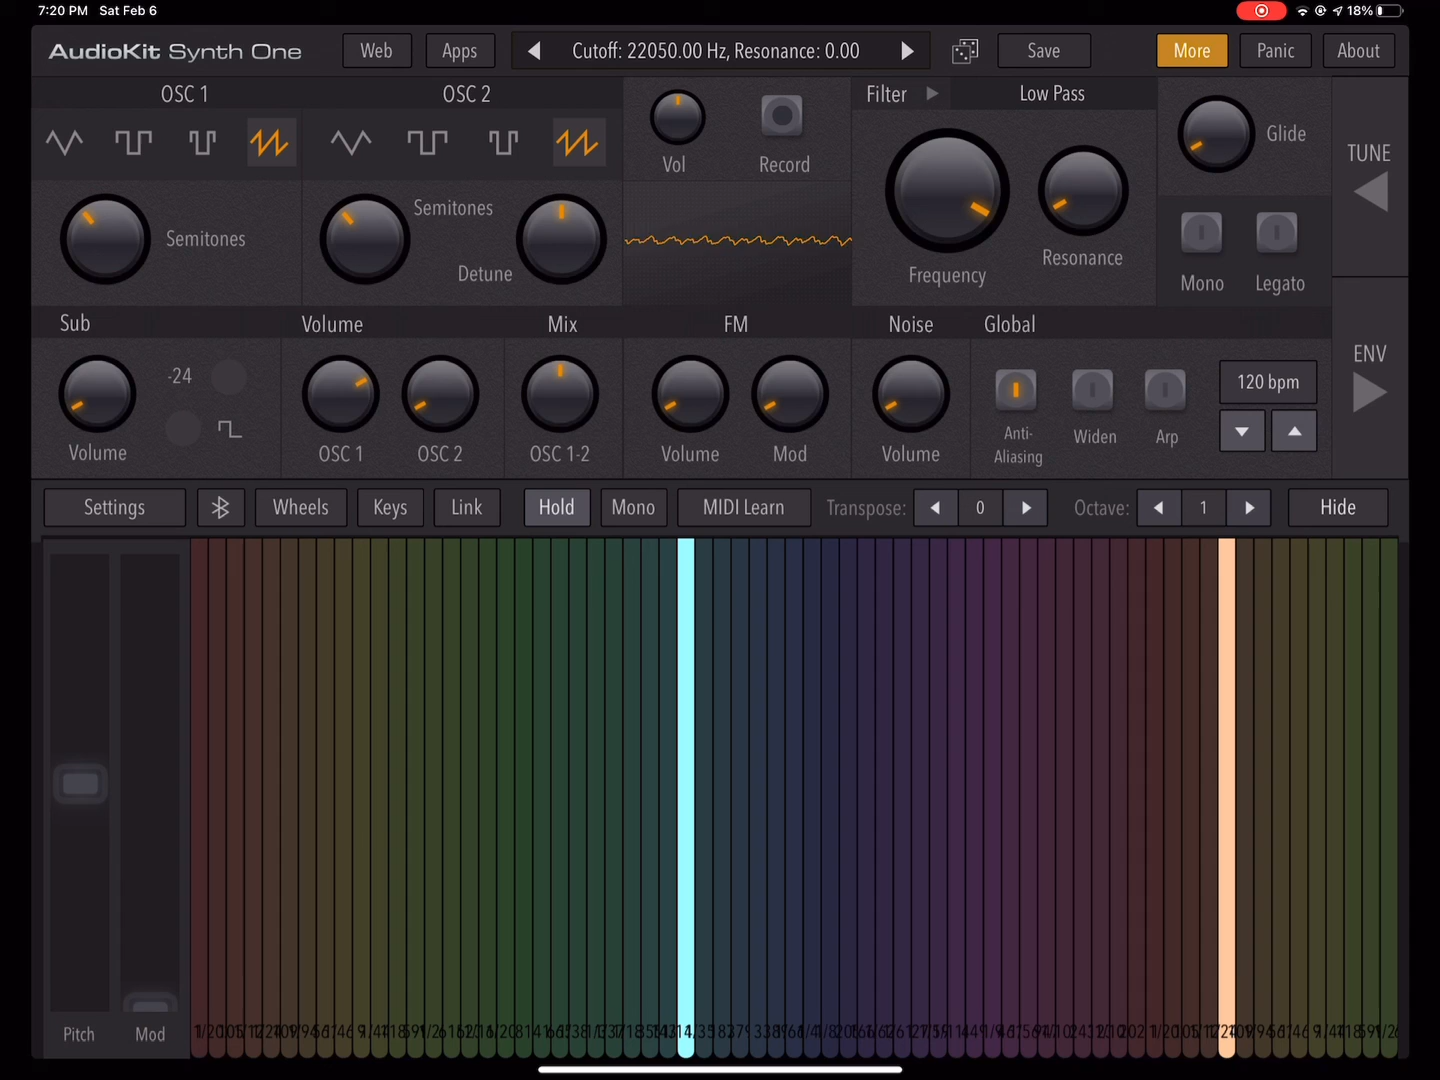 7:20 PM Sat Feb 6
18%
AudioKit Synth One
Web
Apps
Cutoff: 22050.00 Hz, Resonance: 0.00
Save
More
Panic
About
OSC 1
OSC 2
Vol
Record
Filter
Low Pass
Glide
TUNE
Semitones
Semitones
Detune
Frequency
Resonance
Mono
Legato
Sub
Volume
Mix
FM
Noise
Global
ENV
-24
120 bpm
Volume
OSC 1
OSC 2
OSC 1-2
Volume
Mod
Volume
Anti-
Aliasing
Widen
Arp
Settings
Wheels
Keys
Link
Hold
Mono
MIDI Learn
Transpose:
0
Octave:
1
Hide
Pitch
Mod